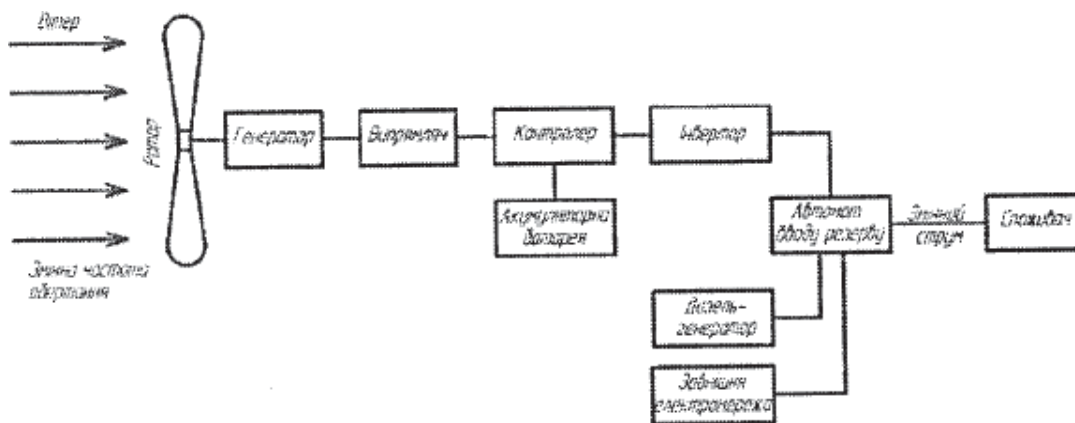 Вітер
Ротор
Генератор
Випрямляч
Контролер
Інвертор
Акумуляторна
батарея
Автомат
вводу резерву
Змінний
струм
Споживач
Змінна частота
обертання
Дизель-
генератор
Зовнішня
електромережа